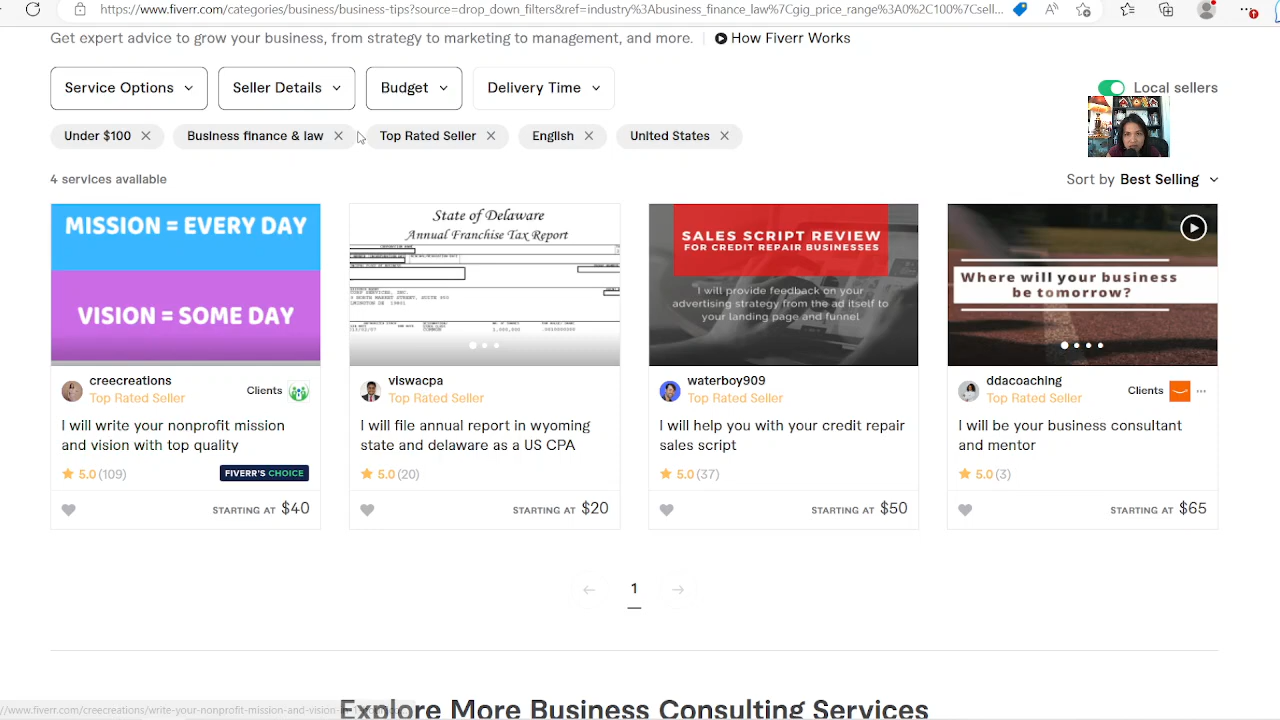 https://www.fiverr.com/categories/business/business-tips?source=drop_down_filters&ref=industry%3Abusiness_finance_law%7Cgig_price_range%3A0%2C100%7Csell...
Get expert advice to grow your business, from strategy to marketing to management, and more. | How Fiverr Works
Service Options Seller Details Budget Delivery Time
Local sellers
Under $100 Business finance & law Top Rated Seller English United States
4 services available
Sort by Best Selling
MISSION = EVERY DAY
VISION = SOME DAY
creecreations
Top Rated Seller
Clients
I will write your nonprofit mission
and vision with top quality
5.0 (109)
FIVERR'S CHOICE
STARTING AT $40
State of Delaware
Annual Franchise Tax Report
viswacpa
Top Rated Seller
I will file annual report in wyoming
state and delaware as a US CPA
5.0 (20)
STARTING AT $20
SALES SCRIPT REVIEW
FOR CREDIT REPAIR BUSINESSES
I will provide feedback on your
advertising strategy from the ad itself to
your landing page and funnel
waterboy909
Top Rated Seller
I will help you with your credit repair
sales script
5.0 (37)
STARTING AT $50
Where will your business
be tomorrow?
ddacoaching
Top Rated Seller
Clients
I will be your business consultant
and mentor
5.0 (3)
STARTING AT $65
1
Explore More Business Consulting Services
//www.fiverr.com/creecreations/write-your-nonprofit-mission-and-vision-